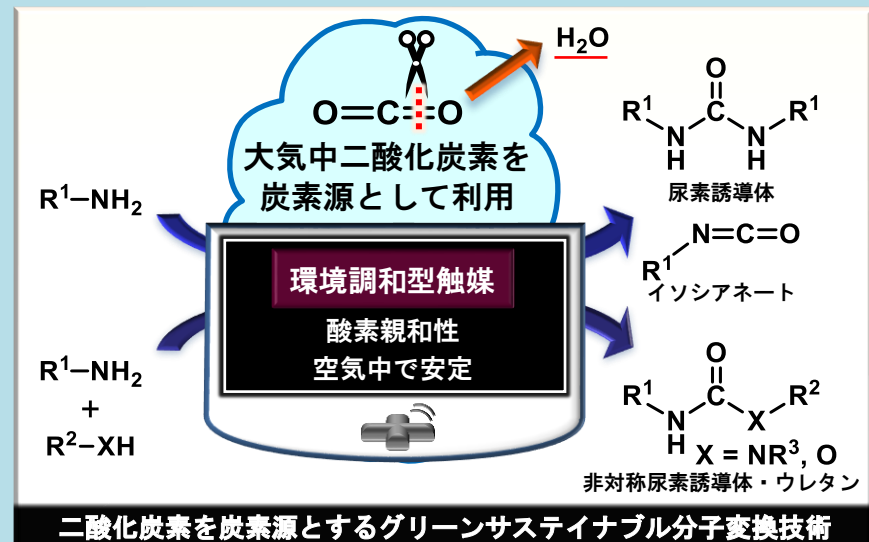 H₂O
O=C=O
大気中二酸化炭素を
炭素源として利用
R¹−NH₂
環境調和型触媒
酸素親和性
空気中で安定
R¹−NH₂
+
R²−XH
O
R¹ C R¹
N N
H H
尿素誘導体
N=C=O
R¹
イソシアネート
O
R¹ C R²
N X
H
X = NR³, O
非対称尿素誘導体・ウレタン
二酸化炭素を炭素源とするグリーンサステイナブル分子変換技術